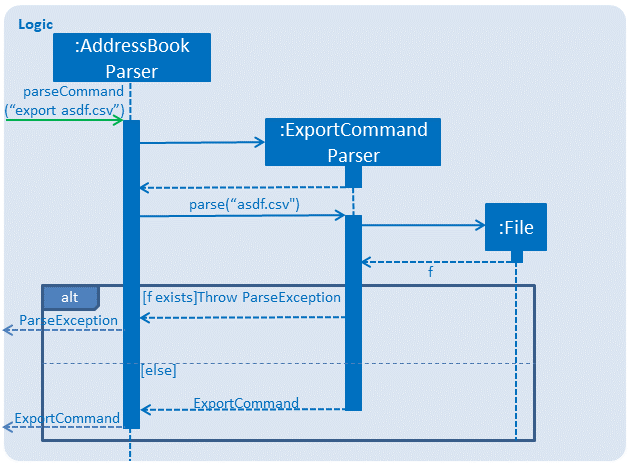 Logic
:AddressBook
Parser
parseCommand
(“export asdf.csv”)
:ExportCommand
Parser
parse(“asdf.csv")
:File
f
alt
[f exists]Throw ParseException
ParseException
[else]
ExportCommand
ExportCommand